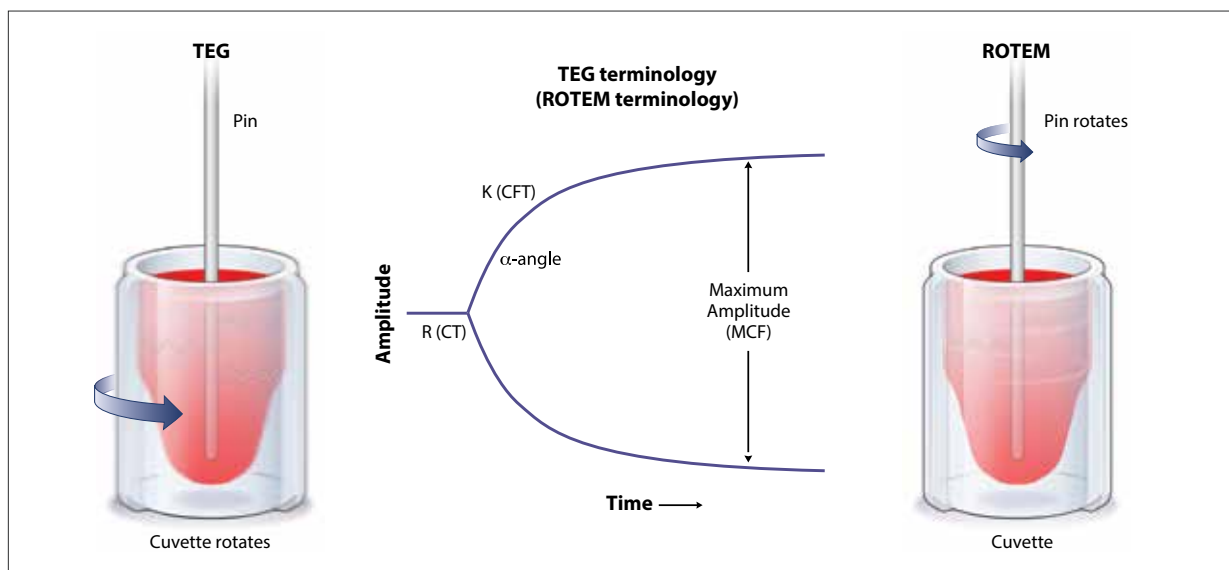 TEG
Pin
Cuvette rotates
TEG terminology
(ROTEM terminology)
K (CFT)
α-angle
R (CT)
Maximum
Amplitude
(MCF)
Amplitude
Time
ROTEM
Pin rotates
Cuvette